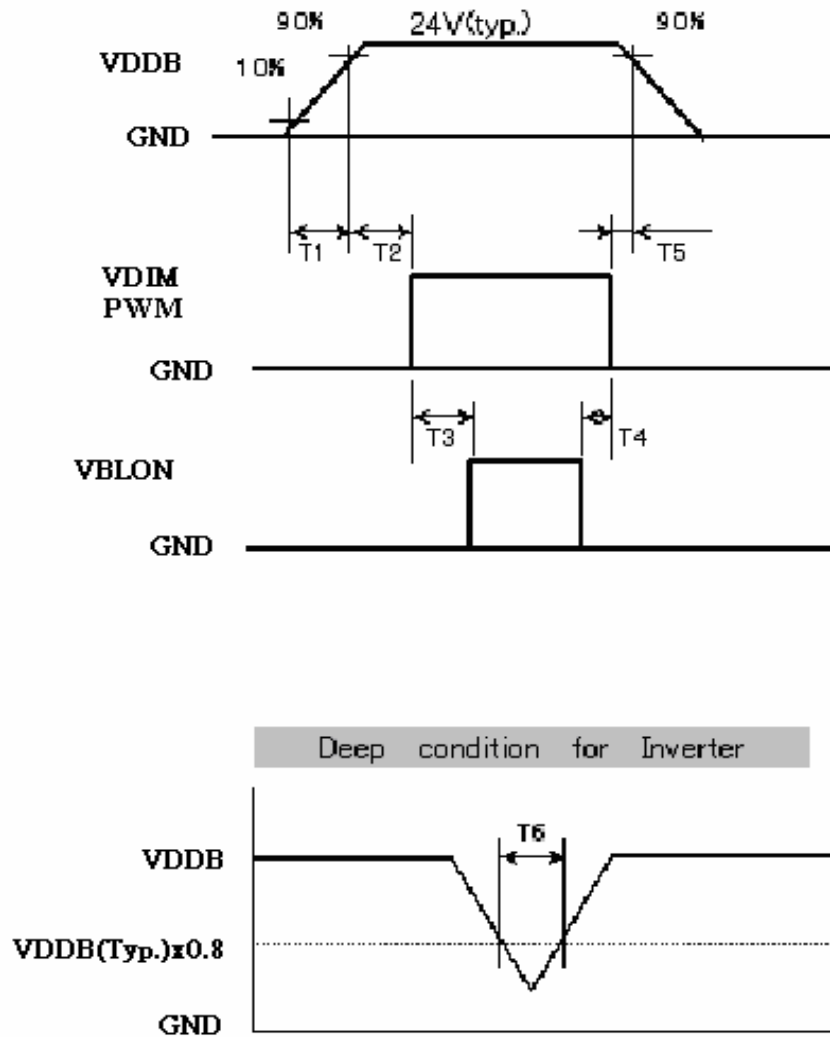 90% 24V(typ.) 90%
VDDB
10%
GND
T1 T2 T5
VDIM
PWM
GND
T3 T4
VBLON
GND
Deep condition for Inverter
T6
VDDB
VDDB(Typ.)x0.8
GND